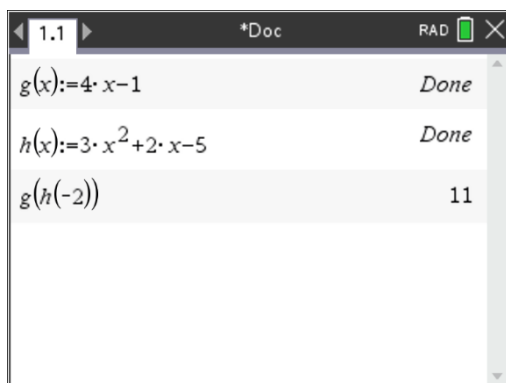 1.1 *Doc RAD
g(x):=4· x−1 Done
h(x):=3· x²+2· x−5 Done
g(h(-2)) 11